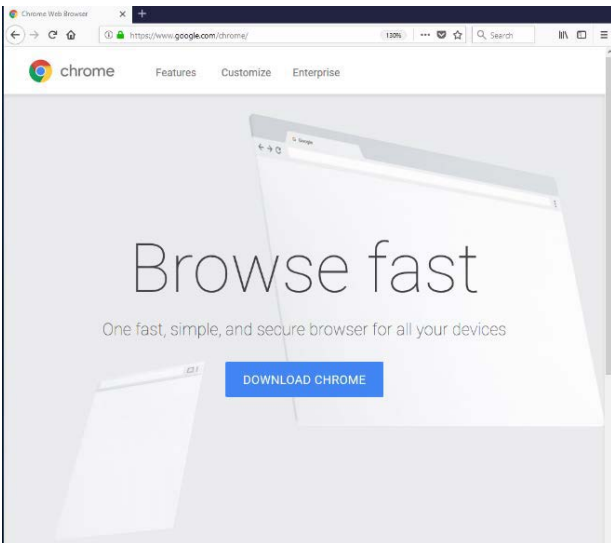 Chrome Web Browser
https://www.google.com/chrome/
130%
Search
chrome
Features Customize Enterprise
Google
Browse fast
One fast, simple, and secure browser for all your devices
DOWNLOAD CHROME